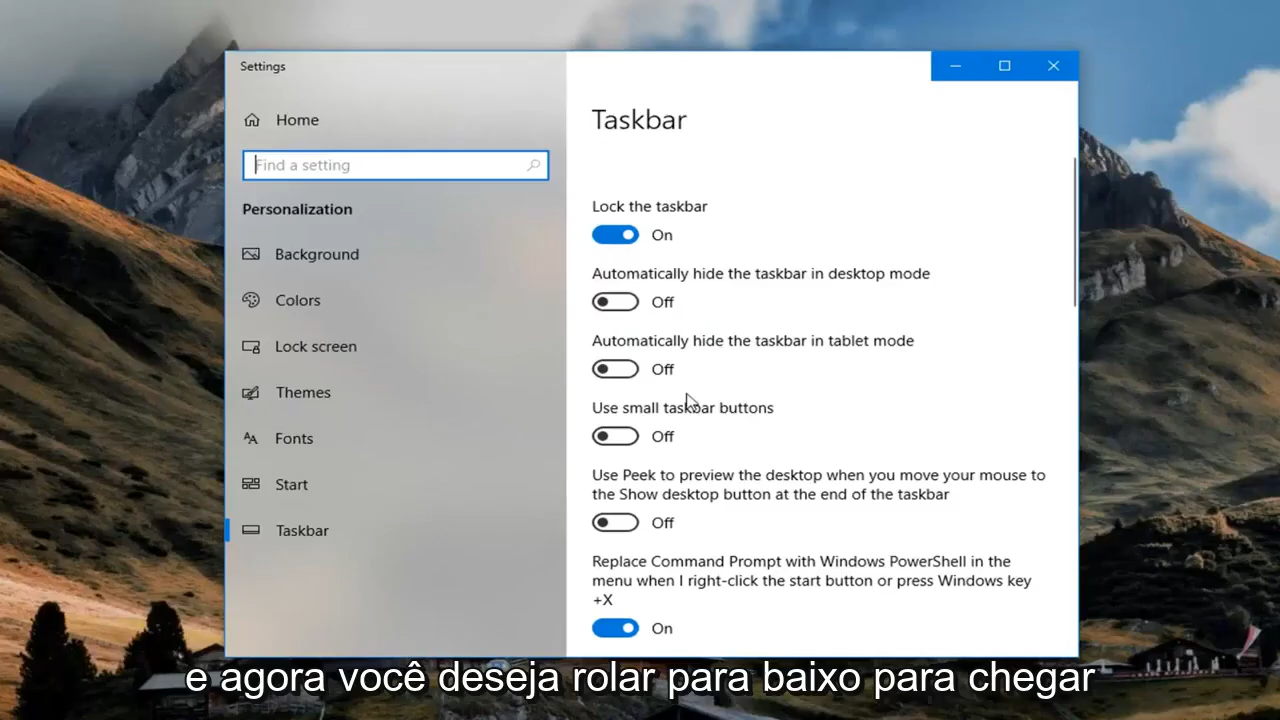 Settings
Home
Find a setting
Personalization
Background
Colors
Lock screen
Themes
Fonts
Start
Taskbar
Taskbar
Lock the taskbar
On
Automatically hide the taskbar in desktop mode
Off
Automatically hide the taskbar in tablet mode
Off
Use small taskbar buttons
Off
Use Peek to preview the desktop when you move your mouse to
the Show desktop button at the end of the taskbar
Off
Replace Command Prompt with Windows PowerShell in the
menu when I right-click the start button or press Windows key
+X
On
e agora você deseja rolar para baixo para chegar